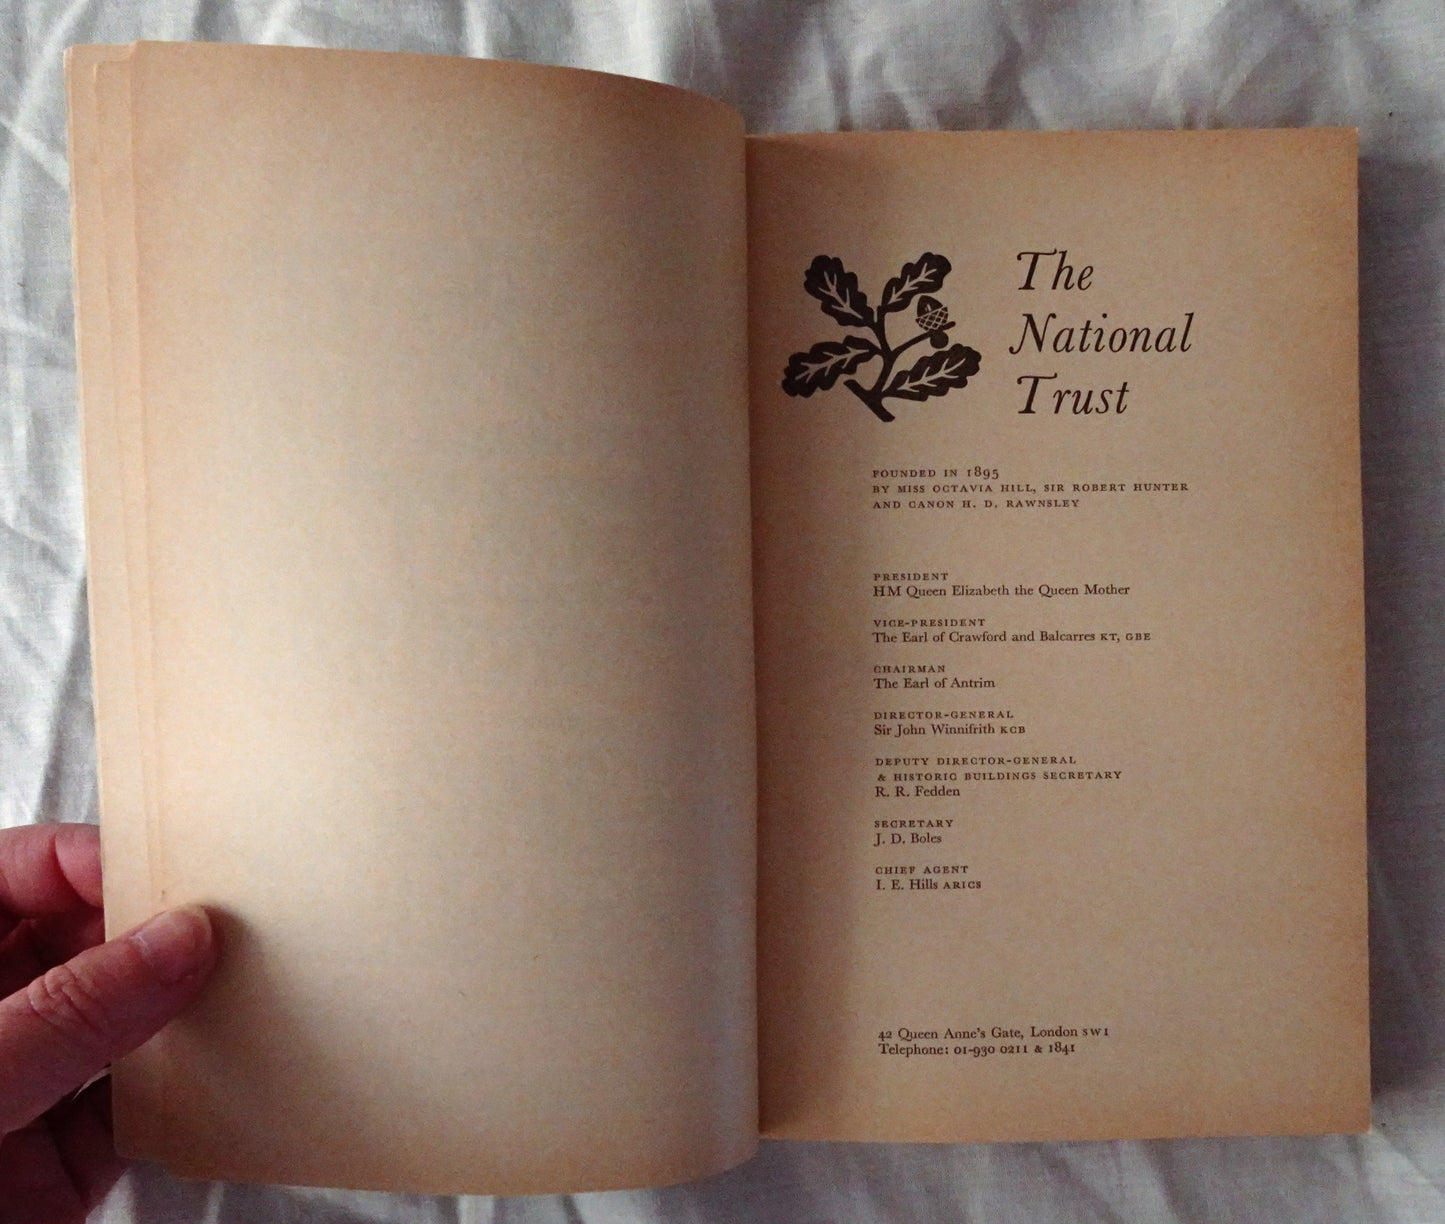 The
National
Trust
FOUNDED IN 1895
BY MISS OCTAVIA HILL, SIR ROBERT HUNTER
AND CANON H. D. RAWNSLEY
PRESIDENT
HM Queen Elizabeth the Queen Mother
VICE-PRESIDENT
The Earl of Crawford and Balcarres KT, GBE
CHAIRMAN
The Earl of Antrim
DIRECTOR-GENERAL
Sir John Winnifrith KCB
DEPUTY DIRECTOR-GENERAL
& HISTORIC BUILDINGS SECRETARY
R. R. Fedden
SECRETARY
J. D. Boles
CHIEF AGENT
I. E. Hills ARICS
42 Queen Anne's Gate, London SW1
Telephone: 01-930 0211 & 1841